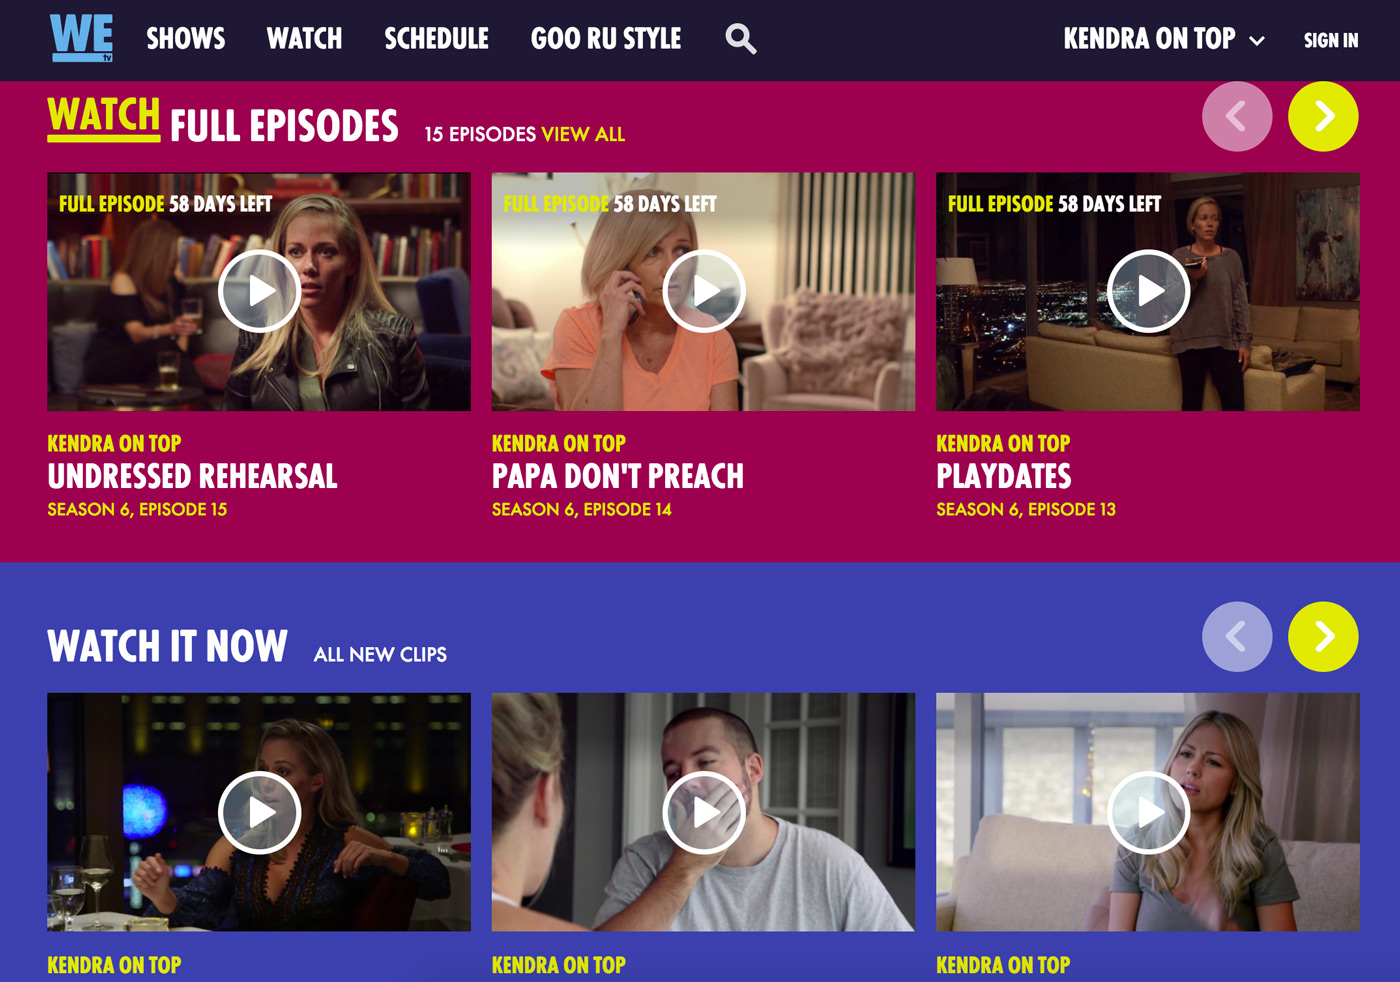 WE tv
SHOWS
WATCH
SCHEDULE
GOO RU STYLE
KENDRA ON TOP
SIGN IN
WATCH FULL EPISODES
15 EPISODES VIEW ALL
FULL EPISODE 58 DAYS LEFT
FULL EPISODE 58 DAYS LEFT
FULL EPISODE 58 DAYS LEFT
KENDRA ON TOP
UNDRESSED REHEARSAL
SEASON 6, EPISODE 15
KENDRA ON TOP
PAPA DON'T PREACH
SEASON 6, EPISODE 14
KENDRA ON TOP
PLAYDATES
SEASON 6, EPISODE 13
WATCH IT NOW
ALL NEW CLIPS
KENDRA ON TOP
KENDRA ON TOP
KENDRA ON TOP